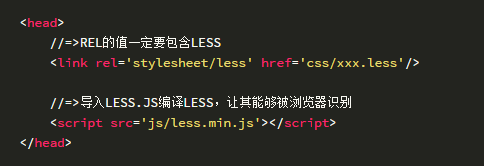 <head>
//=>REL的值一定要包含LESS
<link rel='stylesheet/less' href='css/xxx.less'/>
//=>导入LESS.JS编译LESS，让其能够被浏览器识别
<script src='js/less.min.js'></script>
</head>